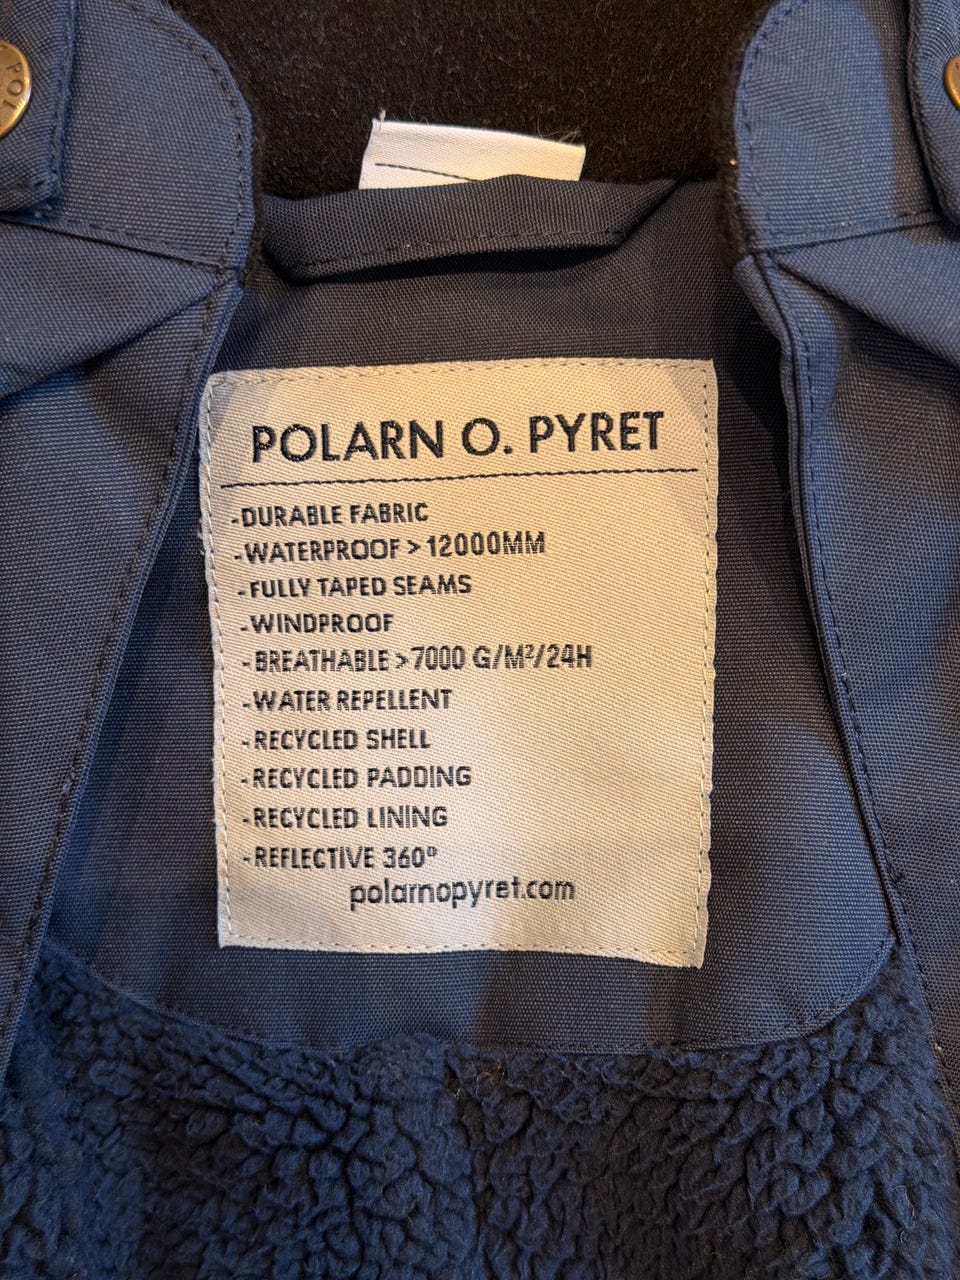 POL
POLARN O. PYRET
-DURABLE FABRIC
-WATERPROOF > 12000MM
-FULLY TAPED SEAMS
-WINDPROOF
-BREATHABLE >7000 G/M²/24H
-WATER REPELLENT
-RECYCLED SHELL
-RECYCLED PADDING
-RECYCLED LINING
-REFLECTIVE 360°
polarnopyret.com